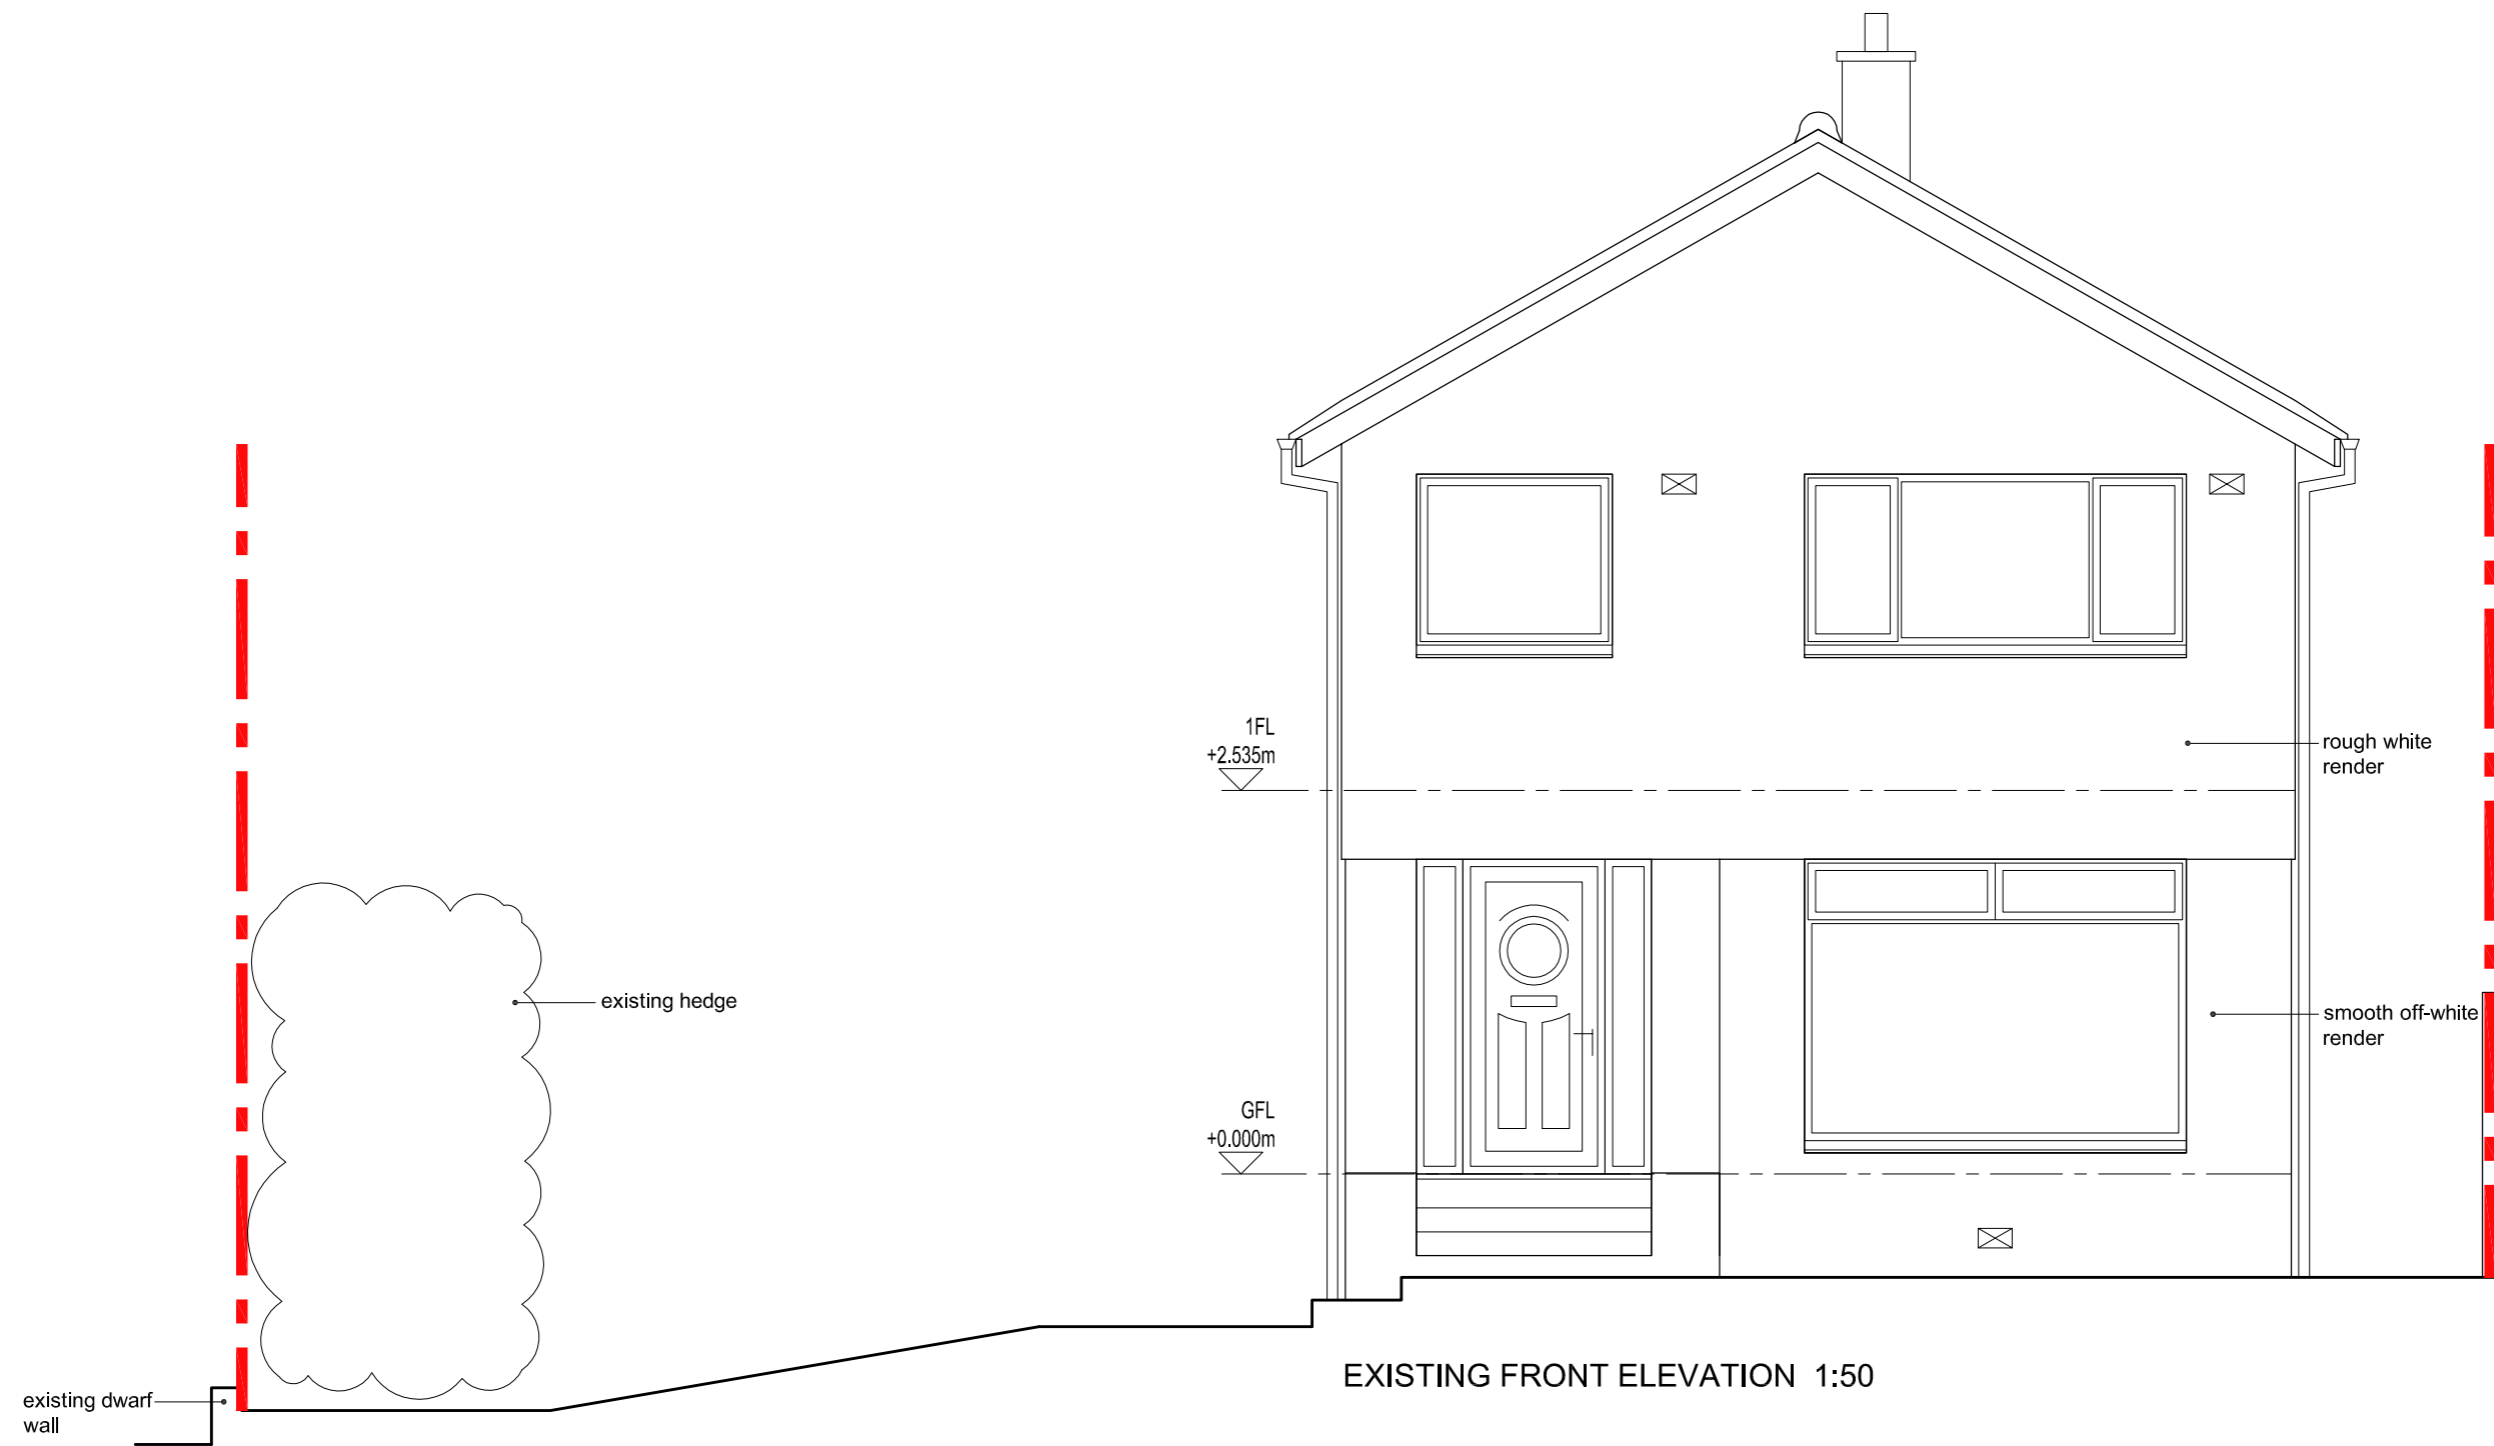 1FL
+2.535m
rough white
render
existing hedge
smooth off-white
render
GFL
+0.000m
EXISTING FRONT ELEVATION 1:50
existing dwarf
wall